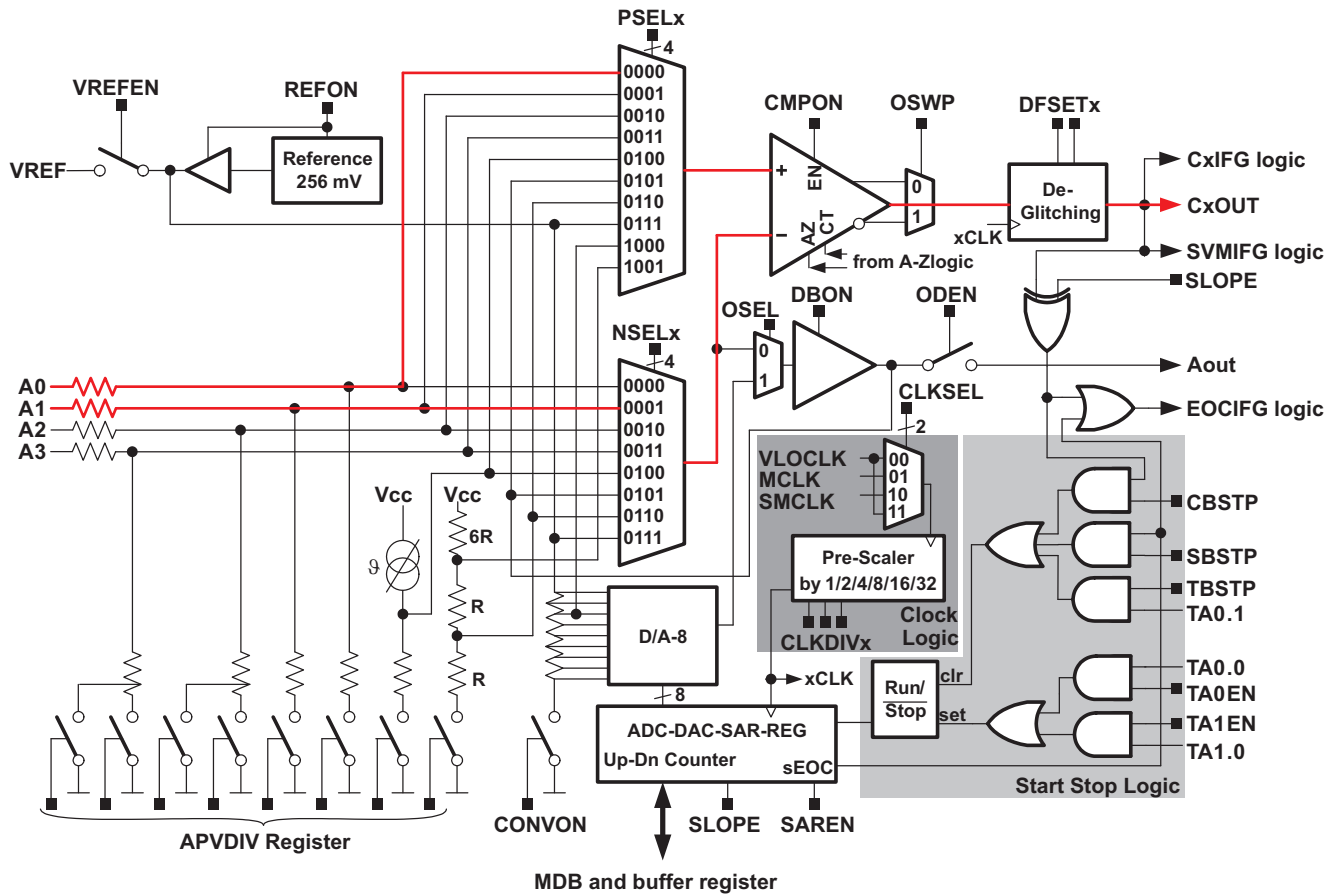 PSELx
4
0000
0001
0010
0011
0100
0101
0110
0111
1000
1001
VREFEN
REFON
VREF
Reference
256 mV
CMPON
OSWP
DFSETx
+
−
EN
AZ
CT
0
1
from A-Zlogic
De-
Glitching
xCLK
CxIFG logic
CxOUT
SVMIFG logic
SLOPE
NSELx
4
0000
0001
0010
0011
0100
0101
0110
0111
OSEL
0
1
DBON
ODEN
Aout
EOCIFG logic
A0
A1
A2
A3
Vcc
Vcc
6R
ϑ
R
R
CLKSEL
2
VLOCLK
MCLK
SMCLK
00
01
10
11
Pre-Scaler
by 1/2/4/8/16/32
Clock
Logic
CLKDIVx
xCLK
CBSTP
SBSTP
TBSTP
TA0.1
TA0.0
TA0EN
TA1EN
TA1.0
Run/
Stop
clr
set
Start Stop Logic
D/A-8
8
ADC-DAC-SAR-REG
Up-Dn Counter
sEOC
APVDIV Register
CONVON
SLOPE
SAREN
MDB and buffer register